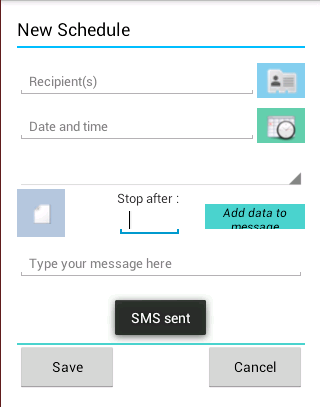 New Schedule
Recipient(s)
Date and time
Stop after :
Add data to
message
Type your message here
SMS sent
Save
Cancel